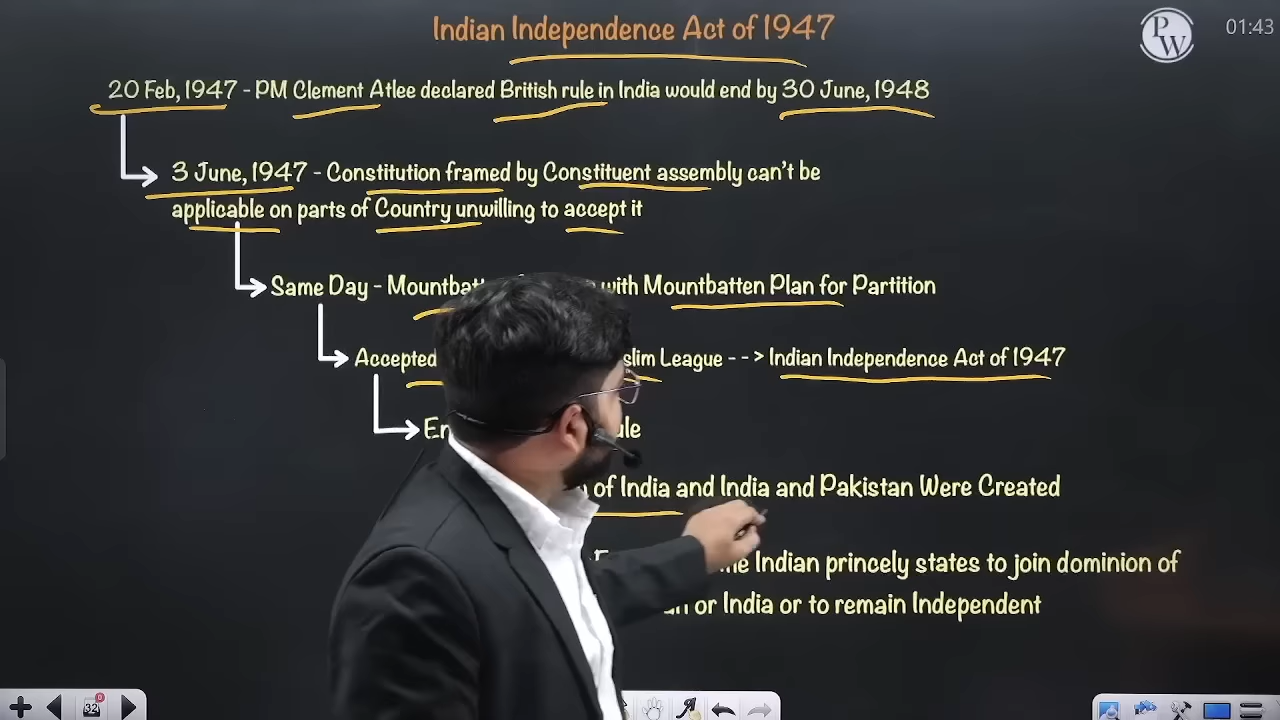 Indian Independence Act of 1947
PW
01:43
20 Feb, 1947 - PM Clement Atlee declared British rule in India would end by 30 June, 1948
3 June, 1947 - Constitution framed by Constituent assembly can't be
applicable on parts of Country unwilling to accept it
Same Day - with Mountbatten Plan for Partition
Accepted League --> Indian Independence Act of 1947
of India and India and Pakistan Were Created
Indian princely states to join dominion of
or India or to remain Independent
32